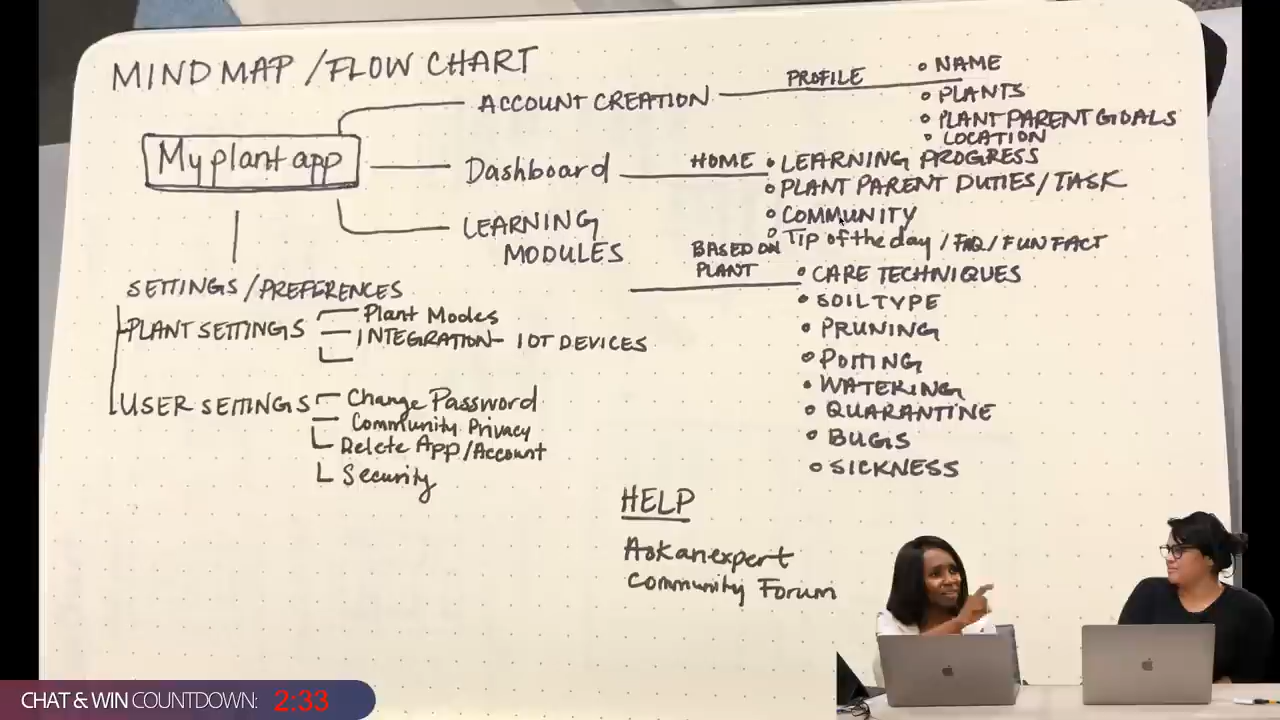 MIND MAP / FLOW CHART
My plant app
ACCOUNT CREATION
PROFILE
NAME
PLANTS
PLANT PARENT GOALS
LOCATION
Dashboard
HOME
LEARNING PROGRESS
PLANT PARENT DUTIES / TASK
COMMUNITY
Tip of the day / FAQ / FUN FACT
LEARNING
MODULES
BASED ON
PLANT
CARE TECHNIQUES
SOIL TYPE
PRUNING
POTTING
WATERING
QUARANTINE
BUGS
SICKNESS
SETTINGS / PREFERENCES
PLANT SETTINGS
Plant Modes
INTEGRATION - IOT DEVICES
USER SETTINGS
Change Password
Community Privacy
Delete App / Account
Security
HELP
Ask an expert
Community Forum
CHAT & WIN COUNTDOWN: 2:33